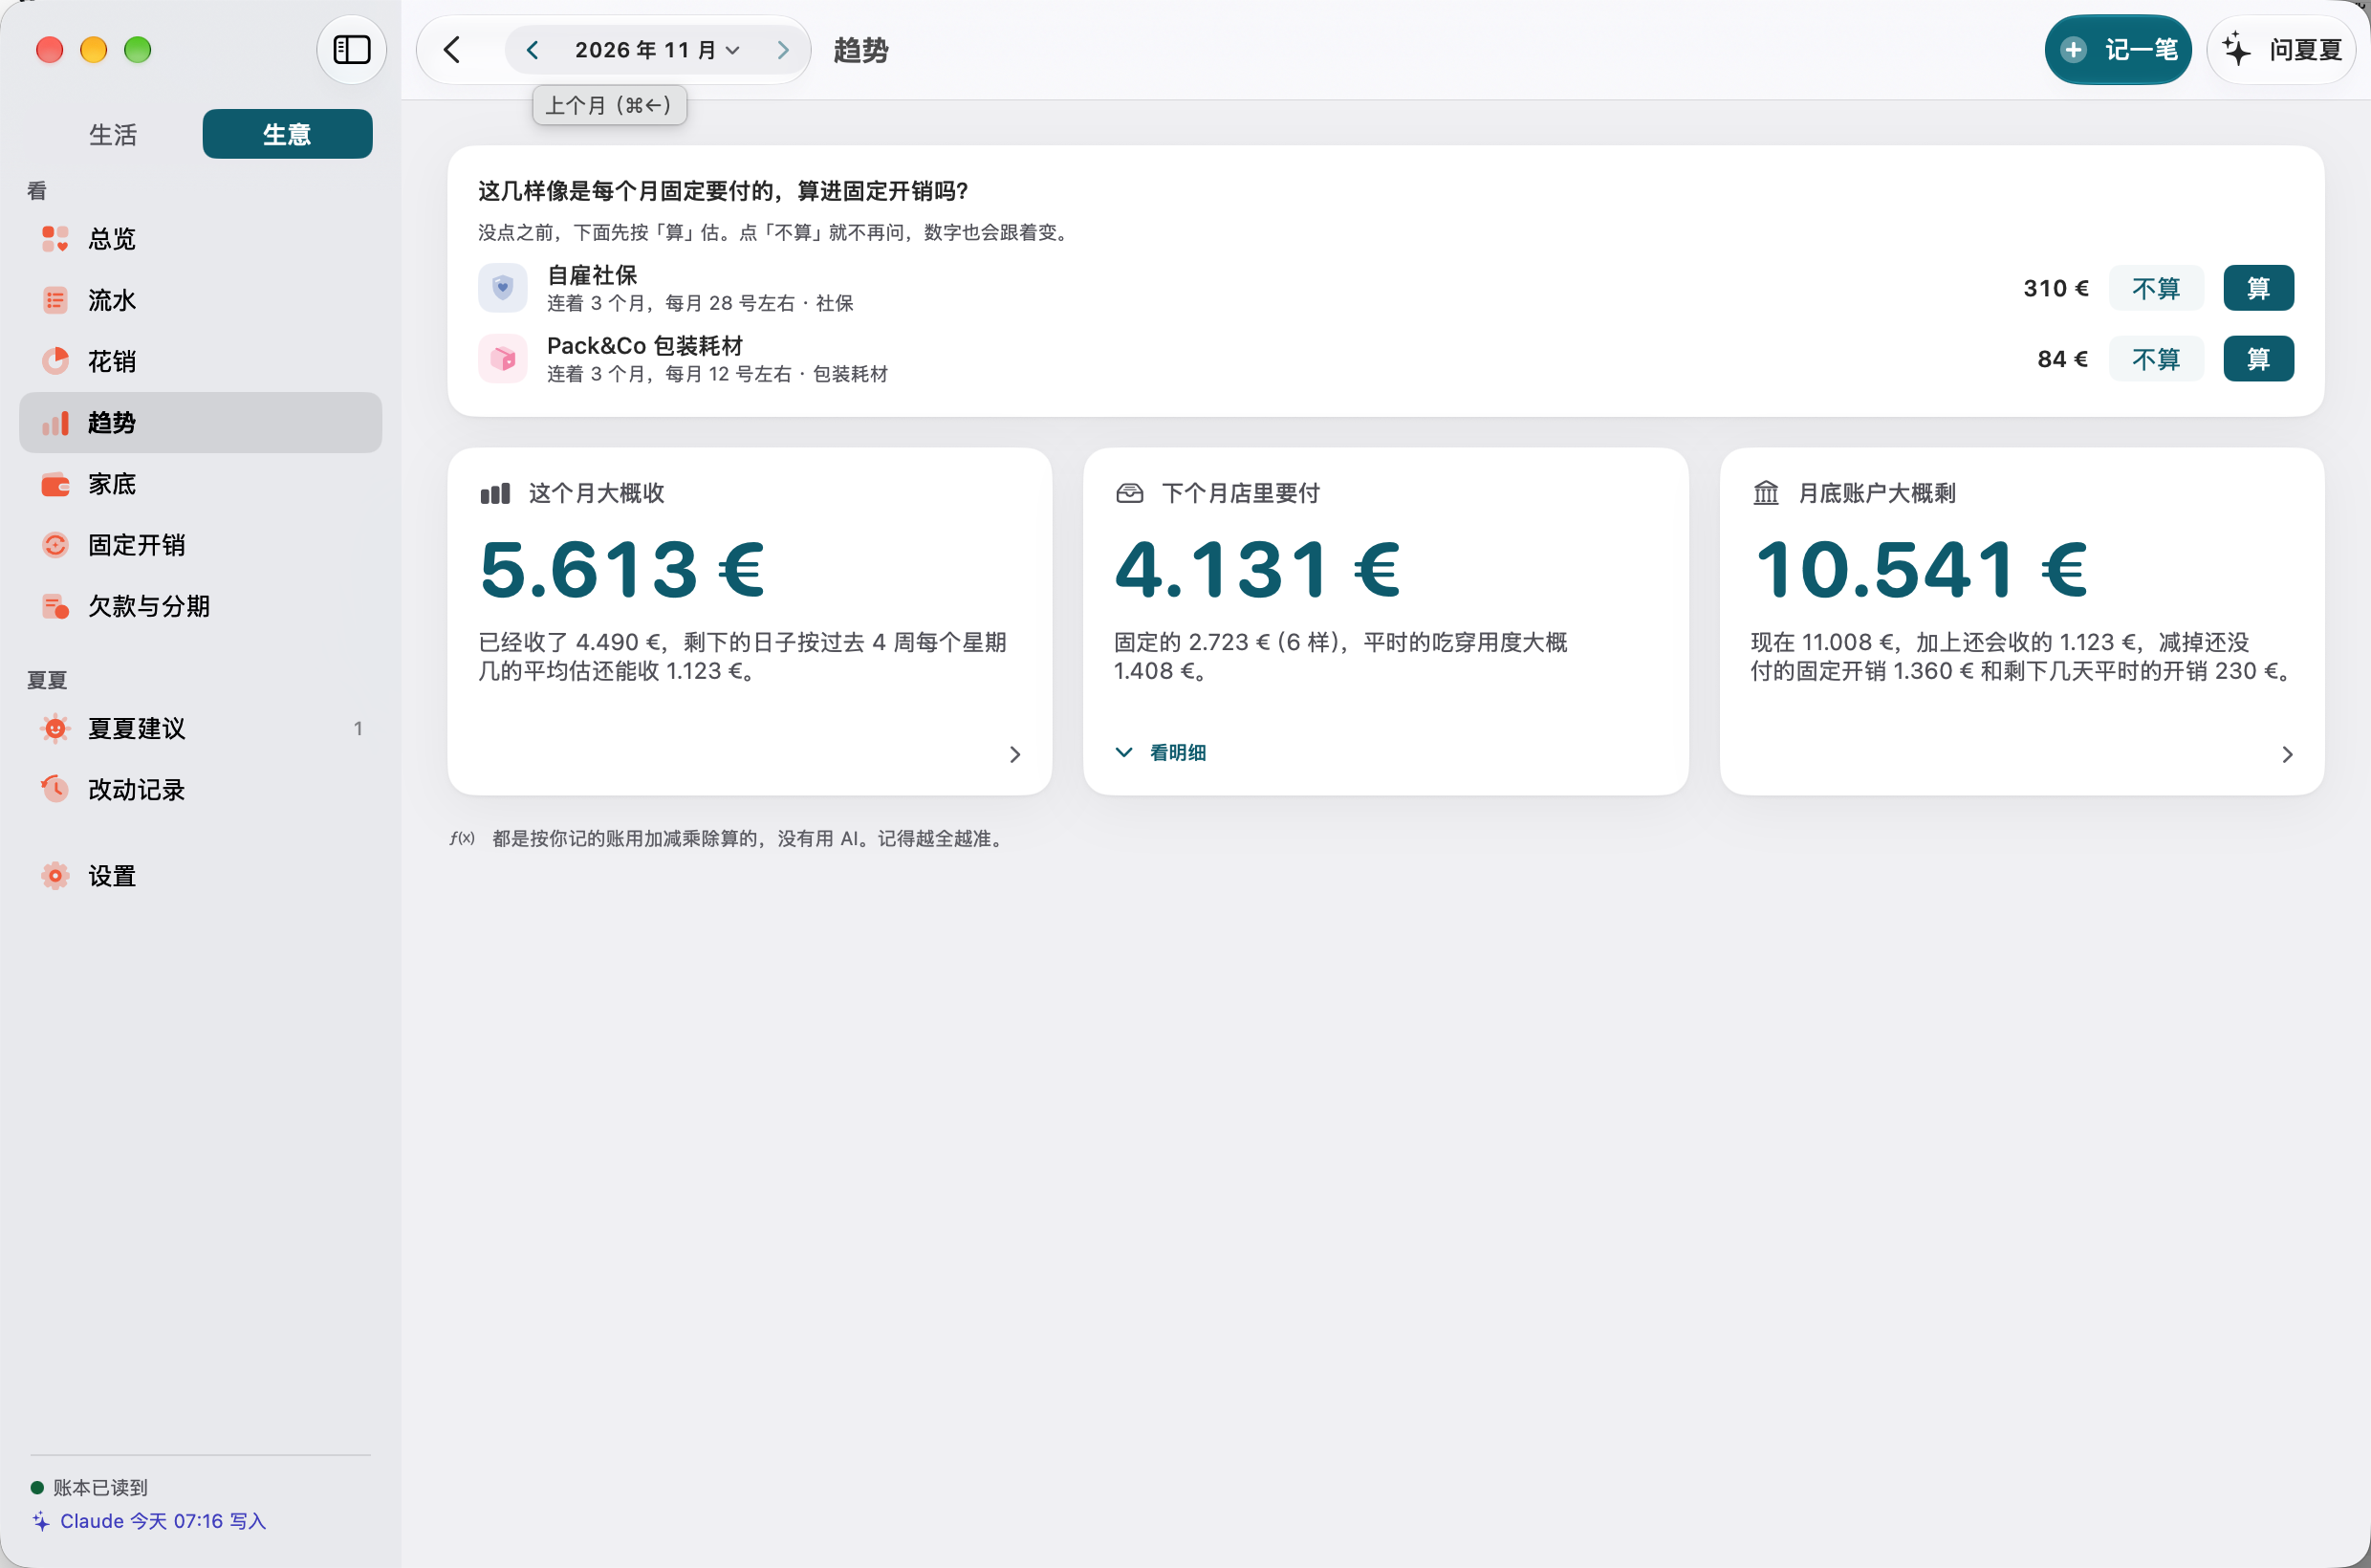 2026 年 11 月
趋势
记一笔
问夏夏
上个月 (⌘←)
生活
生意
看
总览
流水
花销
趋势
家底
固定开销
欠款与分期
夏夏
夏夏建议
1
改动记录
设置
账本已读到
Claude 今天 07:16 写入
这几样像是每个月固定要付的，算进固定开销吗？
没点之前，下面先按「算」估。点「不算」就不再问，数字也会跟着变。
自雇社保
连着 3 个月，每月 28 号左右 · 社保
310 €
不算
算
Pack&Co 包装耗材
连着 3 个月，每月 12 号左右 · 包装耗材
84 €
不算
算
这个月大概收
5.613 €
已经收了 4.490 €，剩下的日子按过去 4 周每个星期
几的平均估还能收 1.123 €。
下个月店里要付
4.131 €
固定的 2.723 € (6 样)，平时的吃穿用度大概
1.408 €。
看明细
月底账户大概剩
10.541 €
现在 11.008 €，加上还会收的 1.123 €，减掉还没
付的固定开销 1.360 € 和剩下几天平时的开销 230 €。
f(x) 都是按你记的账用加减乘除算的，没有用 AI。记得越全越准。